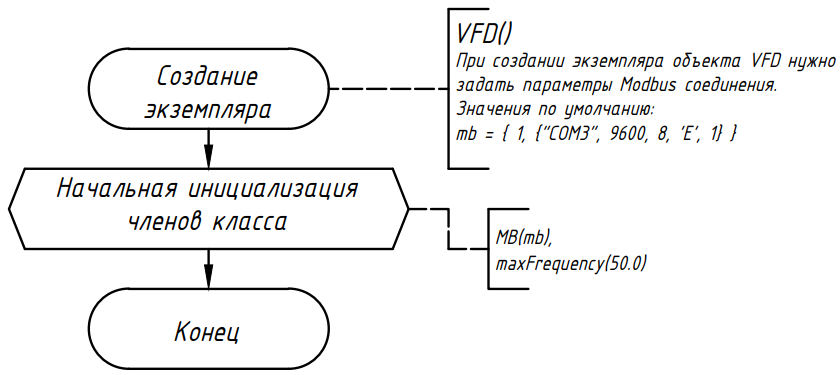 Создание
экземпляра
VFD()
При создании экземпляра объекта VFD нужно
задать параметры Modbus соединения.
Значения по умолчанию:
mb = { 1, {"COM3", 9600, 8, 'E', 1} }
Начальная инициализация
членов класса
MB(mb),
maxFrequency(50.0)
Конец